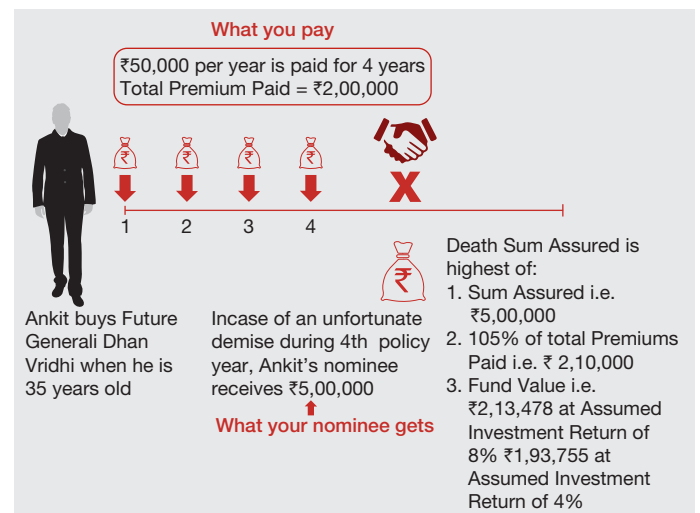 What you pay
₹50,000 per year is paid for 4 years
Total Premium Paid = ₹2,00,000
₹
₹
₹
₹
X
1
2
3
4
Ankit buys Future
Generali Dhan
Vridhi when he is
35 years old
Incase of an unfortunate
demise during 4th policy
year, Ankit's nominee
receives ₹5,00,000
What your nominee gets
₹
Death Sum Assured is
highest of:
1. Sum Assured i.e.
₹5,00,000
2. 105% of total Premiums
Paid i.e. ₹ 2,10,000
3. Fund Value i.e.
₹2,13,478 at Assumed
Investment Return of
8% ₹1,93,755 at
Assumed Investment
Return of 4%